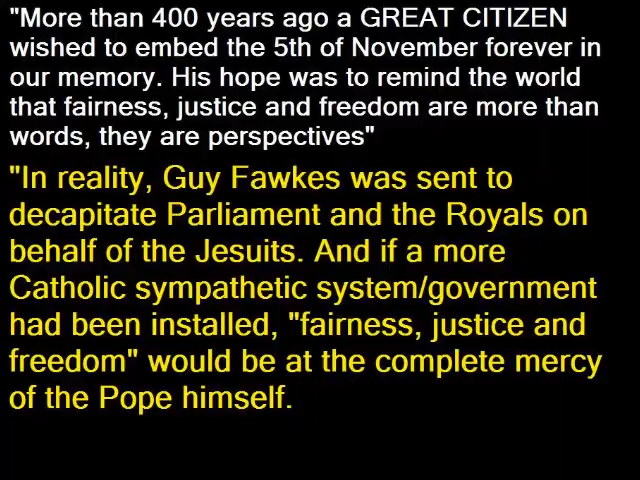 "More than 400 years ago a GREAT CITIZEN
wished to embed the 5th of November forever in
our memory. His hope was to remind the world
that fairness, justice and freedom are more than
words, they are perspectives"
"In reality, Guy Fawkes was sent to
decapitate Parliament and the Royals on
behalf of the Jesuits. And if a more
Catholic sympathetic system/government
had been installed, "fairness, justice and
freedom" would be at the complete mercy
of the Pope himself.